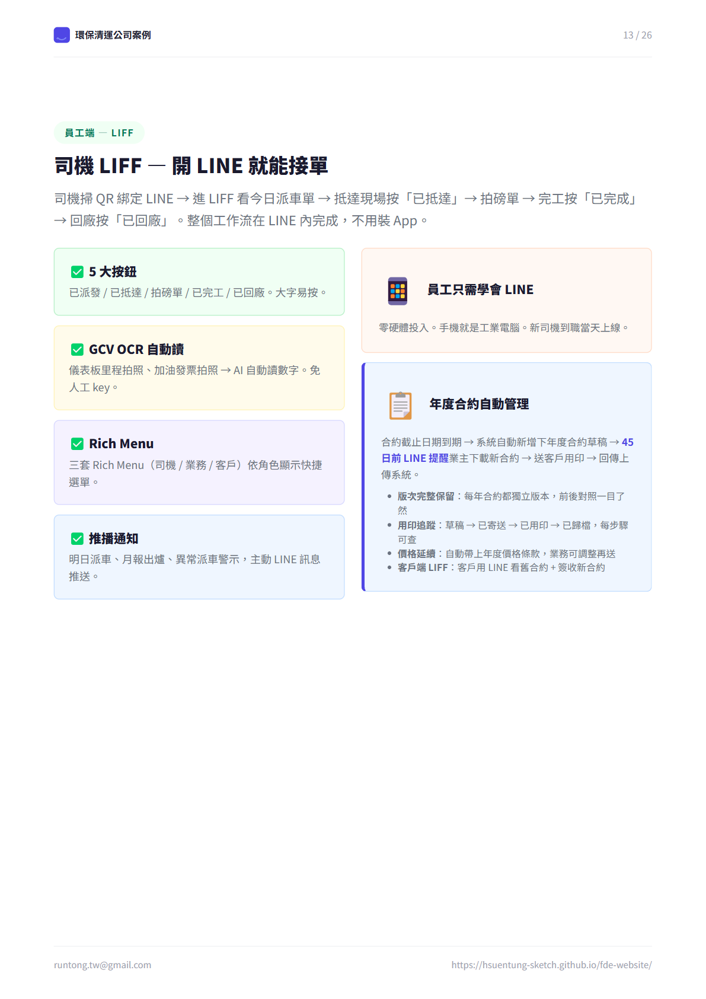 環保清運公司案例
13 / 26
員工端 — LIFF
司機 LIFF — 開 LINE 就能接單
司機掃 QR 綁定 LINE → 進 LIFF 看今日派車單 → 抵達現場按「已抵達」→ 拍磅單 → 完工按「已完成」
→ 回廠按「已回廠」。整個工作流在 LINE 內完成，不用裝 App。
✅ 5 大按鈕
已派發 / 已抵達 / 拍磅單 / 已完工 / 已回廠。大字易按。
✅ GCV OCR 自動讀
儀表板里程拍照、加油發票拍照 → AI 自動讀數字。免
人工 key。
✅ Rich Menu
三套 Rich Menu（司機 / 業務 / 客戶）依角色顯示快捷
選單。
✅ 推播通知
明日派車、月報出爐、異常派車警示，主動 LINE 訊息
推送。
員工只需學會 LINE
零硬體投入。手機就是工業電腦。新司機到職當天上線。
年度合約自動管理
合約截止日期到期 → 系統自動新增下年度合約草稿 → 45
日前 LINE 提醒業主下載新合約 → 送客戶用印 → 回傳上
傳系統。
• 版次完整保留：每年合約都獨立版本，前後對照一目了
然
• 用印追蹤：草稿 → 已寄送 → 已用印 → 已歸檔，每步驟
可查
• 價格延續：自動帶上年度價格條款，業務可調整再送
• 客戶端 LIFF：客戶用 LINE 看舊合約 + 簽收新合約
runtong.tw@gmail.com
https://hsuentung-sketch.github.io/fde-website/